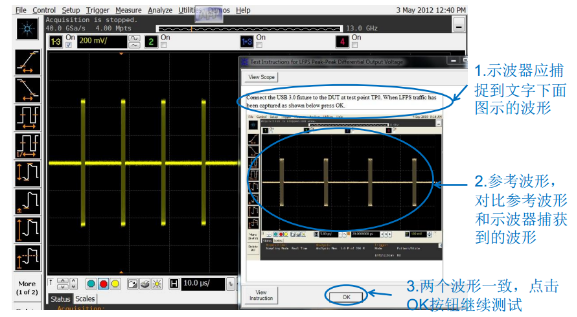 File Control Setup Trigger Measure Analyze Utilities Demos Help
3 May 2012 12:40 PM
Acquisition is stopped.
40.0 GSa/s 4.00 Mpts
13.0 GHz
1-3 On 200 mV/
2 On
1-3 On
4 On
Test Instructions for LFPS Peak-Peak Differential Output Voltage
View Scope
Connect the USB 3.0 fixture to the DUT at test point TP0. When LFPS traffic has
been captured as shown below press OK.
1.示波器应捕
捉到文字下面
图示的波形
2.参考波形，
对比参考波形
和示波器捕获
到的波形
3.两个波形一致，点击
OK按钮继续测试
View
Instruction
OK
More
(1 of 2)
H 10.0 µs/
Status Scales
Acquisition: